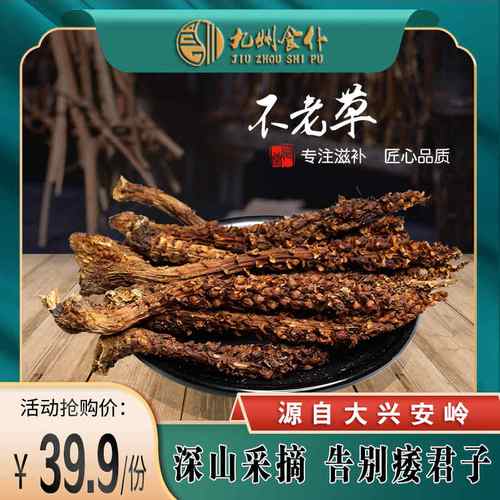 九州食仆
JIU ZHOU SHI PU
不老草
专注滋补 匠心品质
源自大兴安岭
活动抢购价：
¥39.9/份
深山采摘 告别痿君子